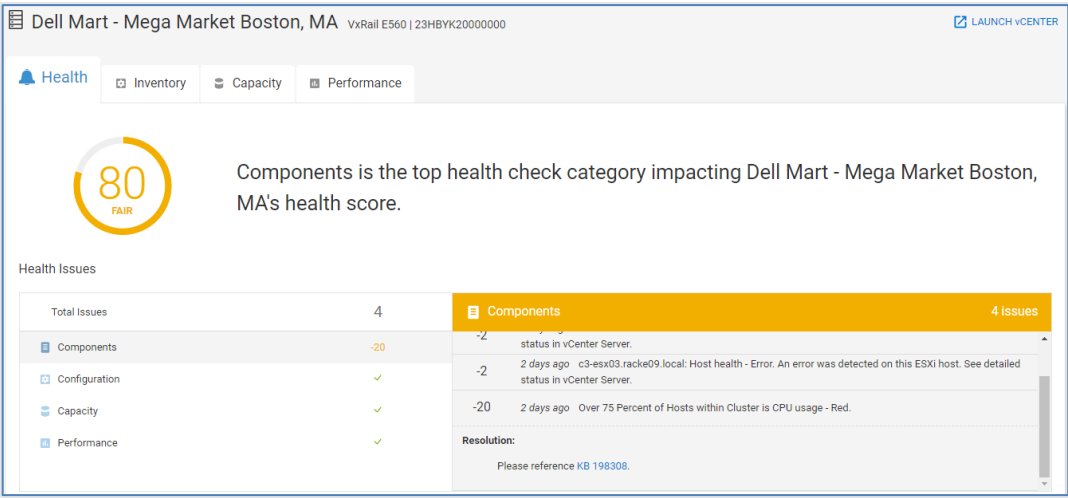 Dell Mart - Mega Market Boston, MA VxRail E560 | 23HBYK20000000
LAUNCH vCENTER
Health
Inventory
Capacity
Performance
80
FAIR
Components is the top health check category impacting Dell Mart - Mega Market Boston,
MA's health score.
Health Issues
Total Issues 4
Components -20
Configuration
Capacity
Performance
Components 4 issues
-2
status in vCenter Server.
-2 2 days ago c3-esx03.racke09.local: Host health - Error. An error was detected on this ESXi host. See detailed
status in vCenter Server.
-20 2 days ago Over 75 Percent of Hosts within Cluster is CPU usage - Red.
Resolution:
Please reference KB 198308.